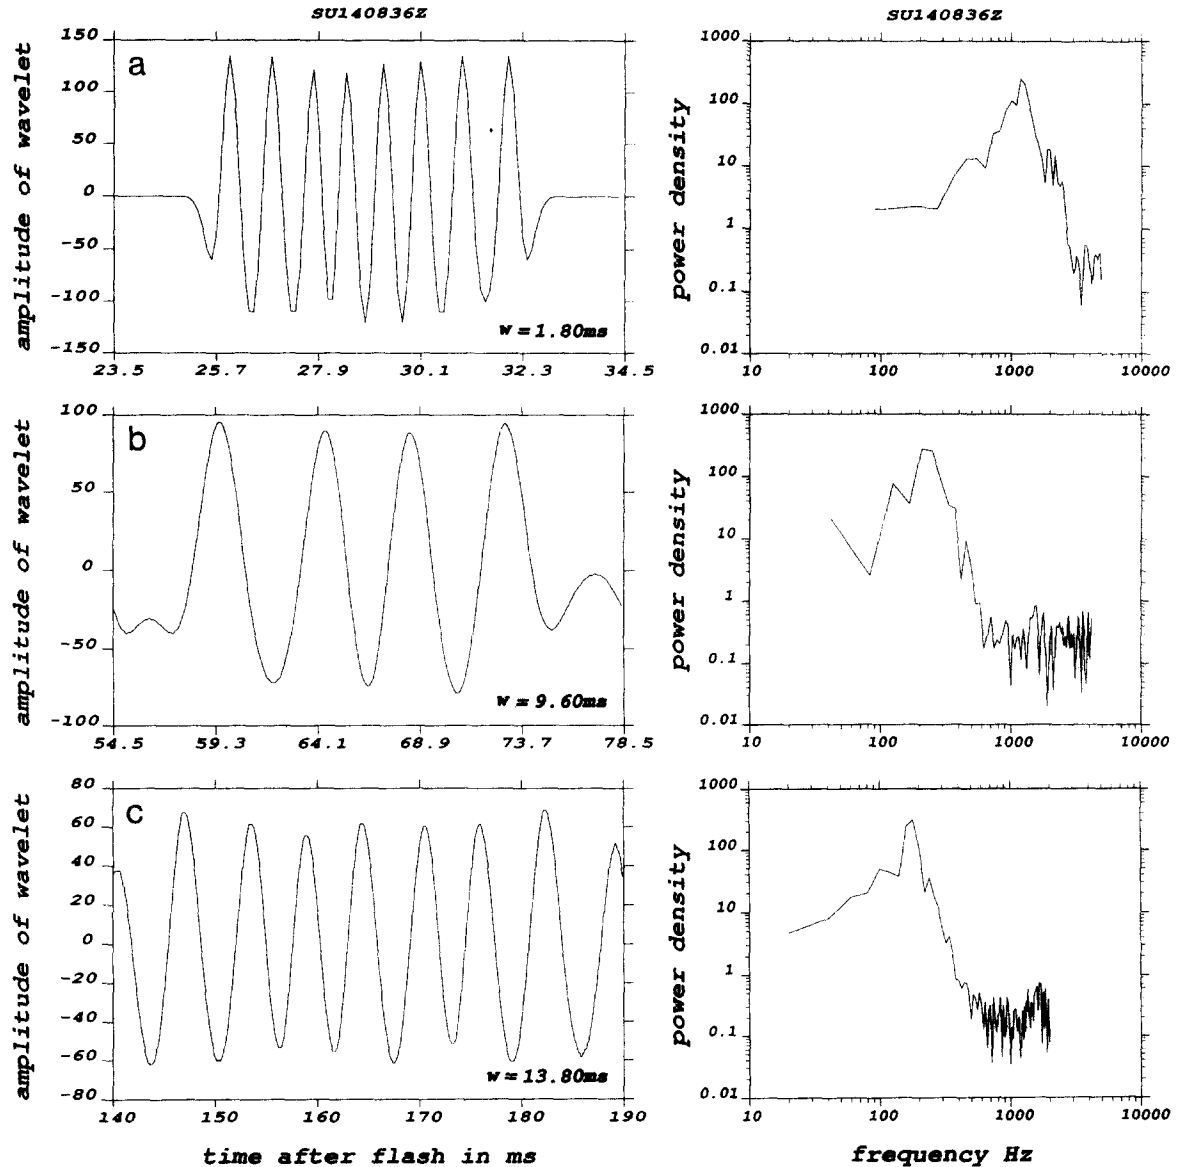 SU140836Z
SU140836Z
a
amplitude of wavelet
150
100
50
0
-50
-100
-150
w=1.80ms
23.5 25.7 27.9 30.1 32.3 34.5
power density
1000
100
10
1
0.1
0.01
10 100 1000 10000
b
amplitude of wavelet
100
50
0
-50
-100
w=9.60ms
54.5 59.3 64.1 68.9 73.7 78.5
power density
1000
100
10
1
0.1
0.01
10 100 1000 10000
c
amplitude of wavelet
80
60
40
20
0
-20
-40
-60
-80
w=13.80ms
140 150 160 170 180 190
time after flash in ms
power density
1000
100
10
1
0.1
0.01
10 100 1000 10000
frequency Hz